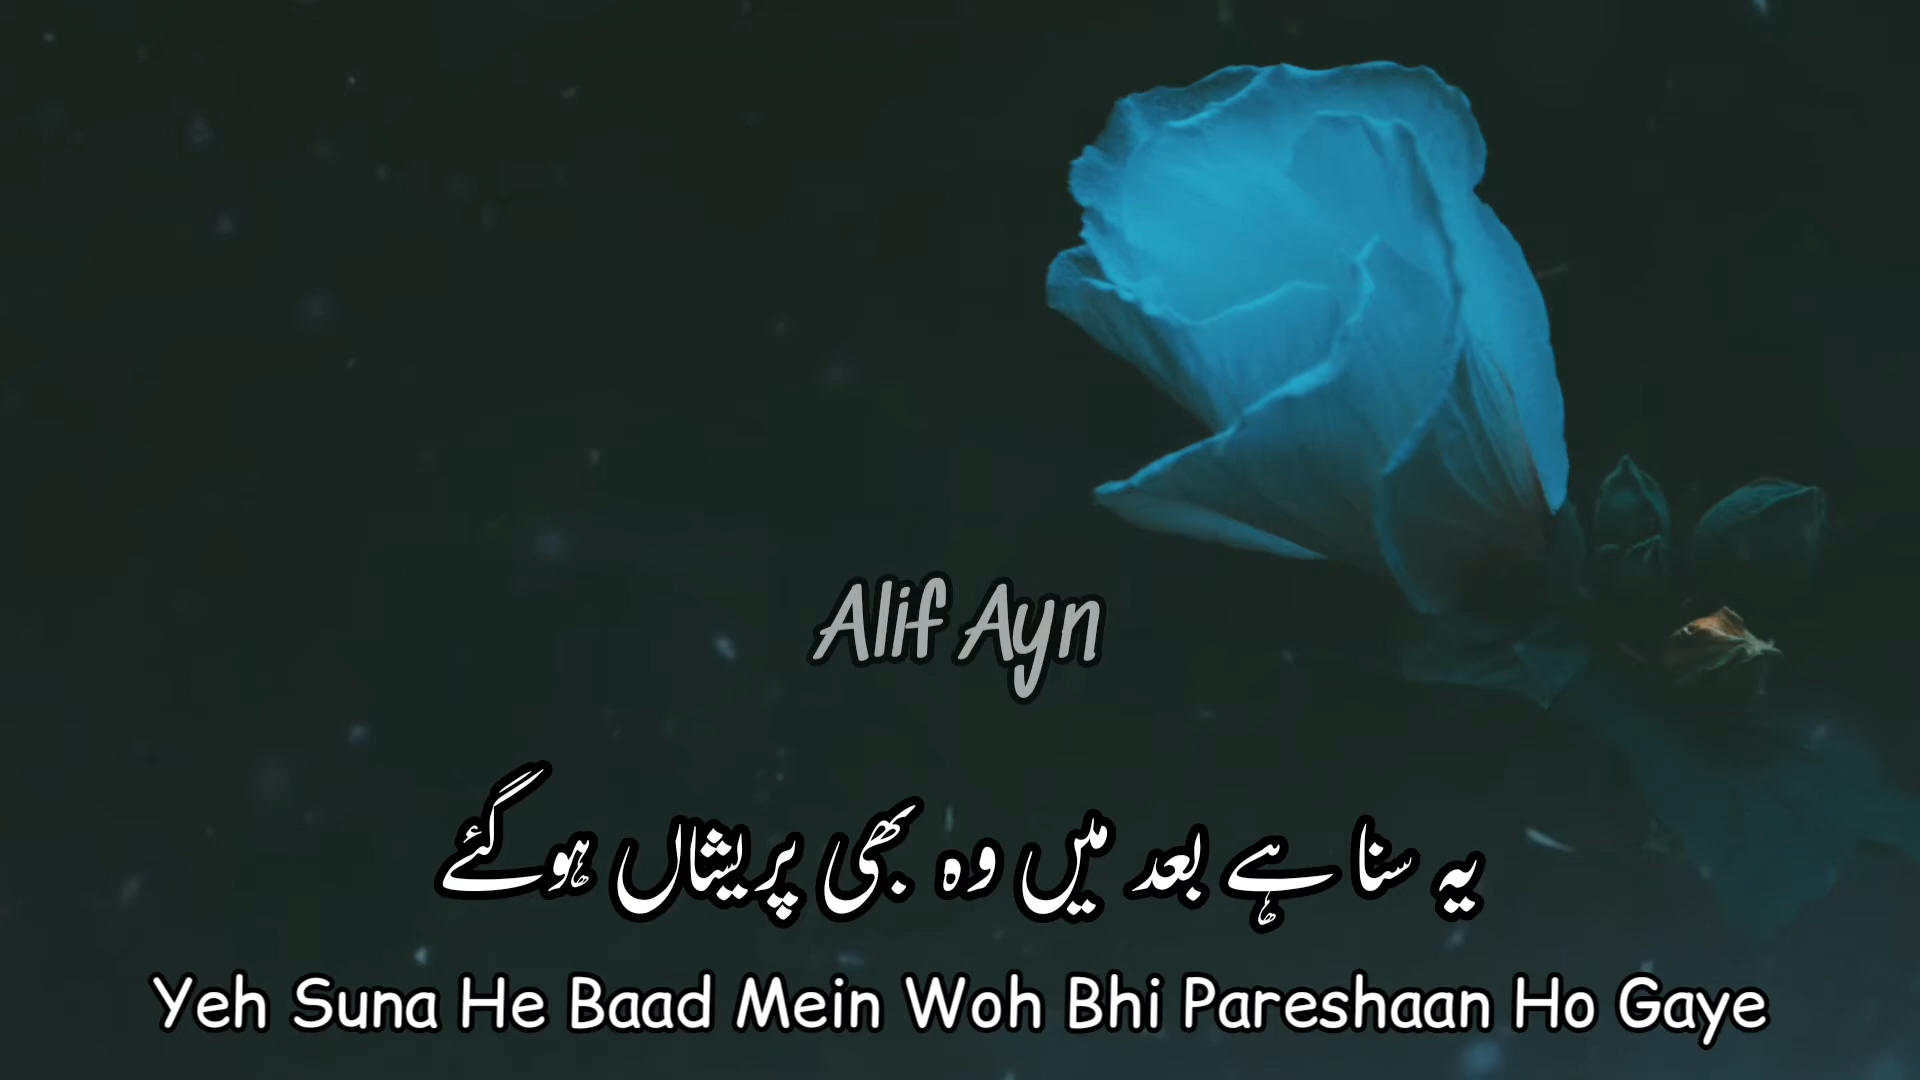 Alif Ayn
یہ سنا ہے بعد میں وہ بھی پریشاں ہو گئے
Yeh Suna He Baad Mein Woh Bhi Pareshaan Ho Gaye